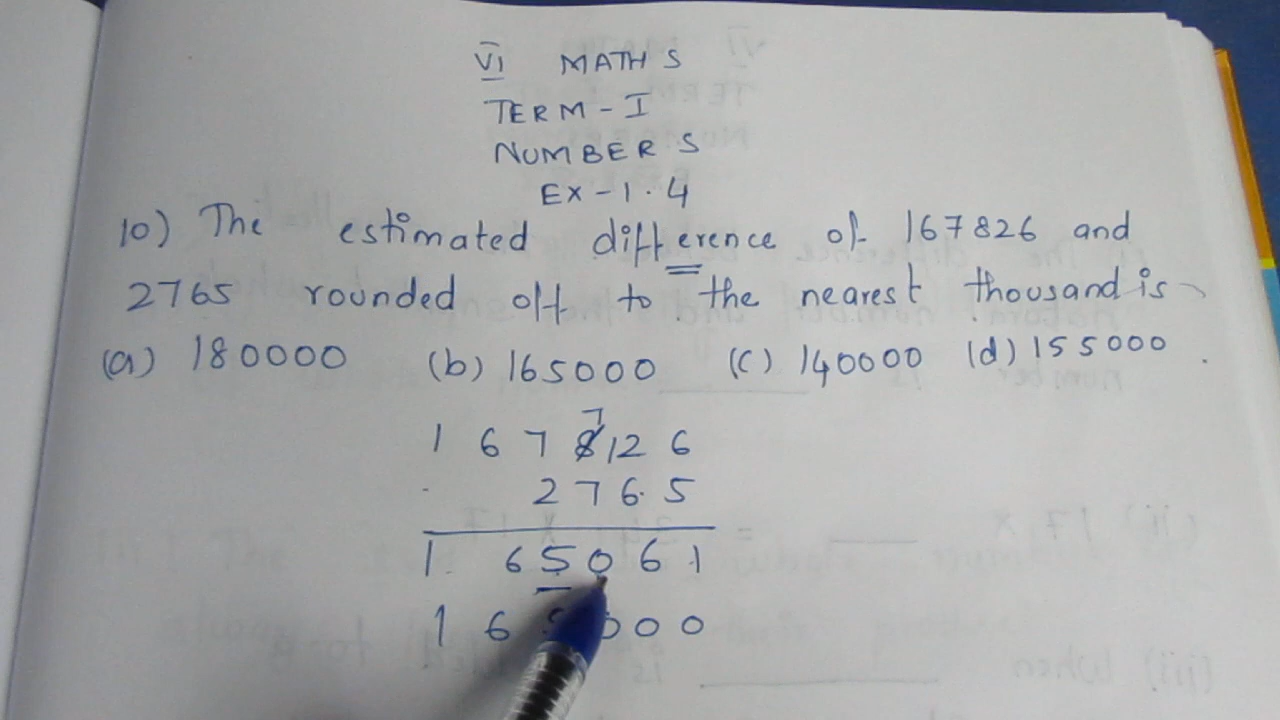 VI MATHS
TERM-I
NUMBERS
EX-1.4
10) The estimated difference of 167826 and
2765 rounded off to the nearest thousand is
(a) 180000 (b) 165000 (c) 140000 (d) 155000.
7
1 6 7 8 12 6
2 7 6 5
1 6 5 0 6 1
1 6 0 0 0